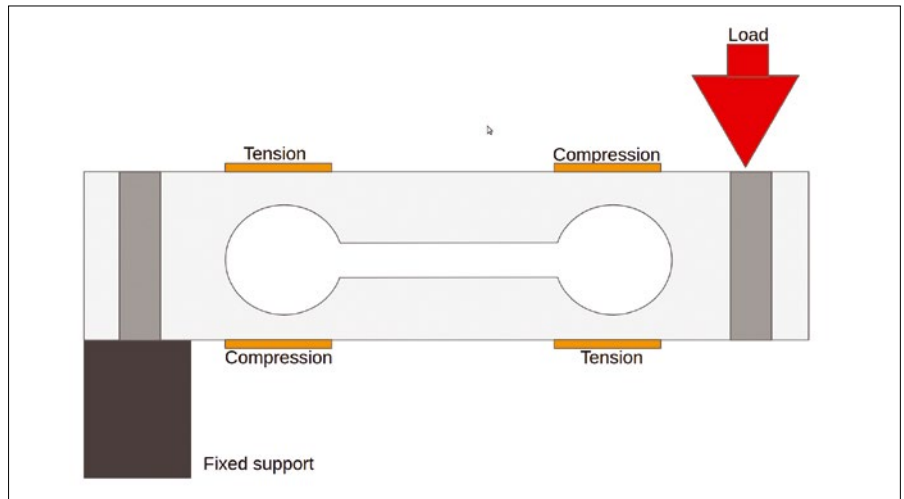 Load
Tension
Compression
Compression
Tension
Fixed support